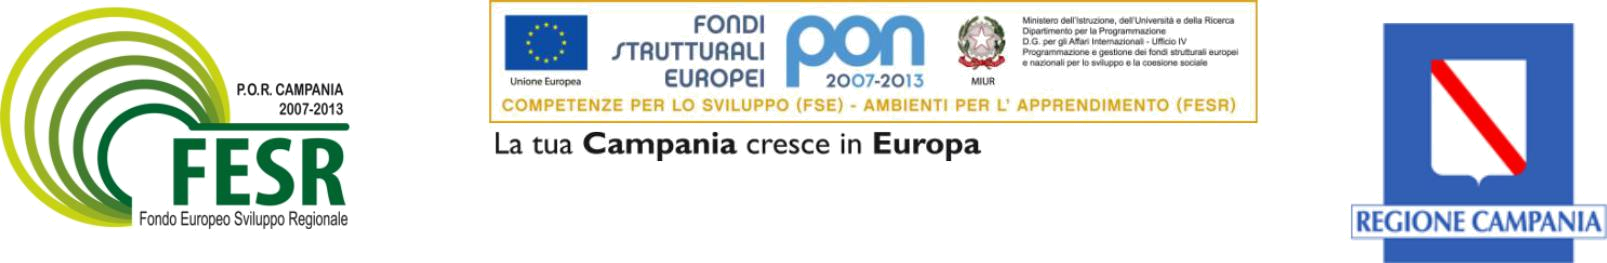 P.O.R. CAMPANIA
2007-2013
FESR
Fondo Europeo Sviluppo Regionale
Unione Europea
FONDI
STRUTTURALI
EUROPEI
pon
2007-2013
MIUR
Ministero dell'Istruzione, dell'Università e della Ricerca
Dipartimento per la Programmazione
D.G. per gli Affari Internazionali - Ufficio IV
Programmazione e gestione dei fondi strutturali europei
e nazionali per lo sviluppo e la coesione sociale
COMPETENZE PER LO SVILUPPO (FSE) - AMBIENTI PER L' APPRENDIMENTO (FESR)
La tua Campania cresce in Europa
REGIONE CAMPANIA